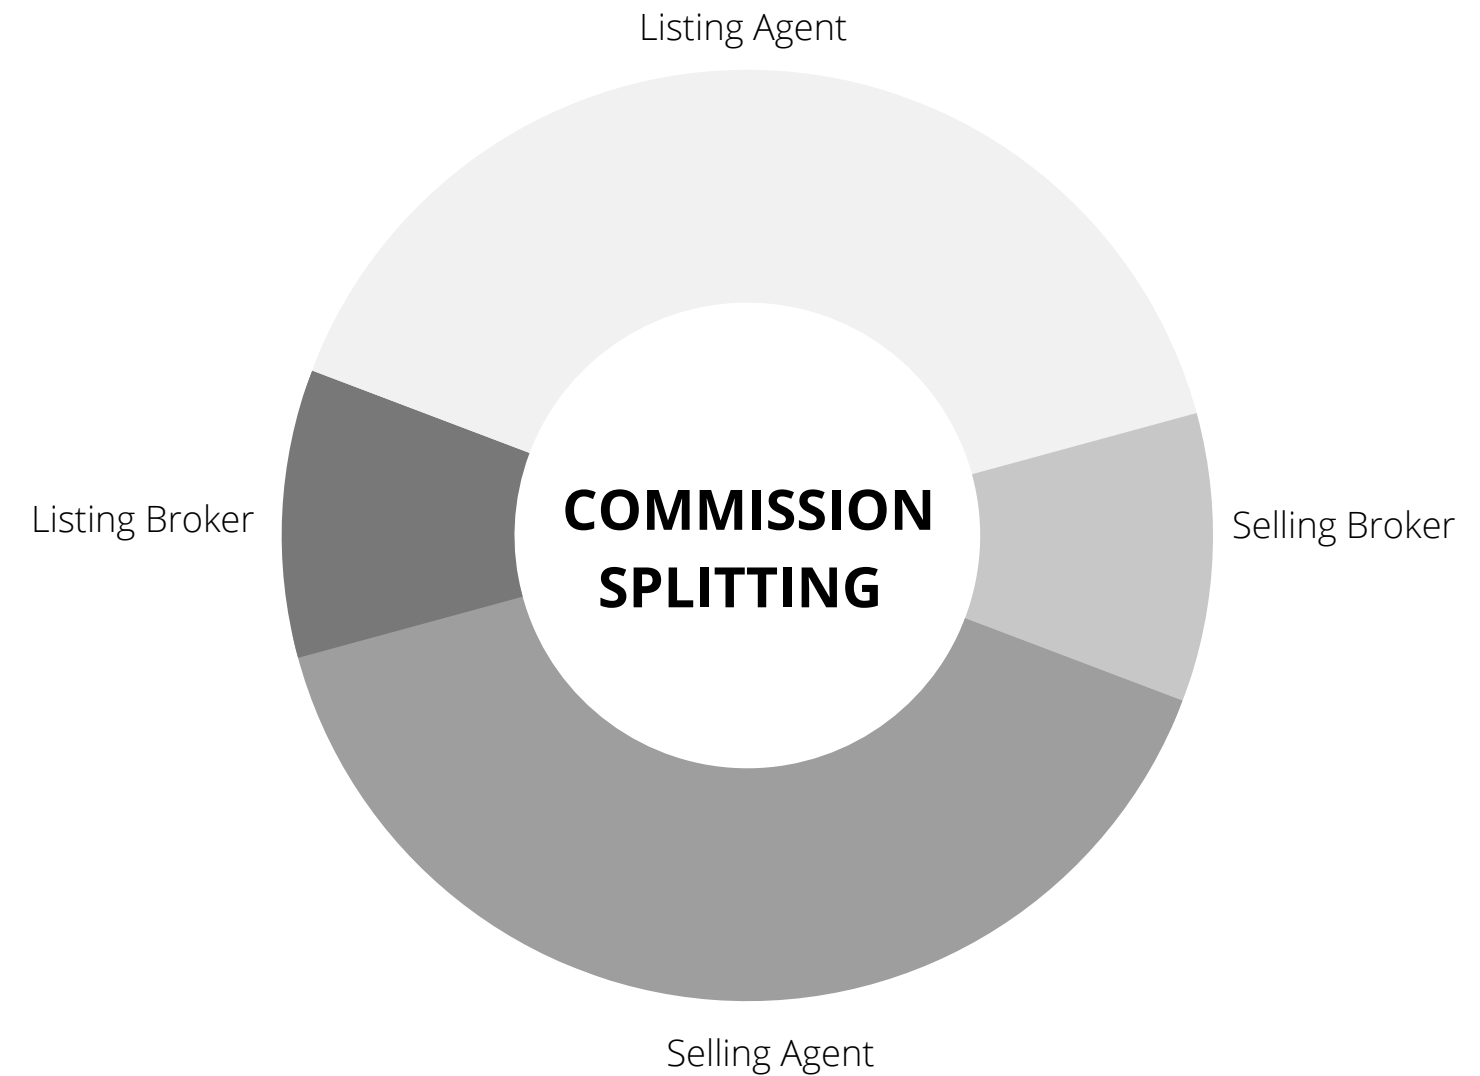 Listing Agent
Listing Broker
COMMISSION
SPLITTING
Selling Broker
Selling Agent